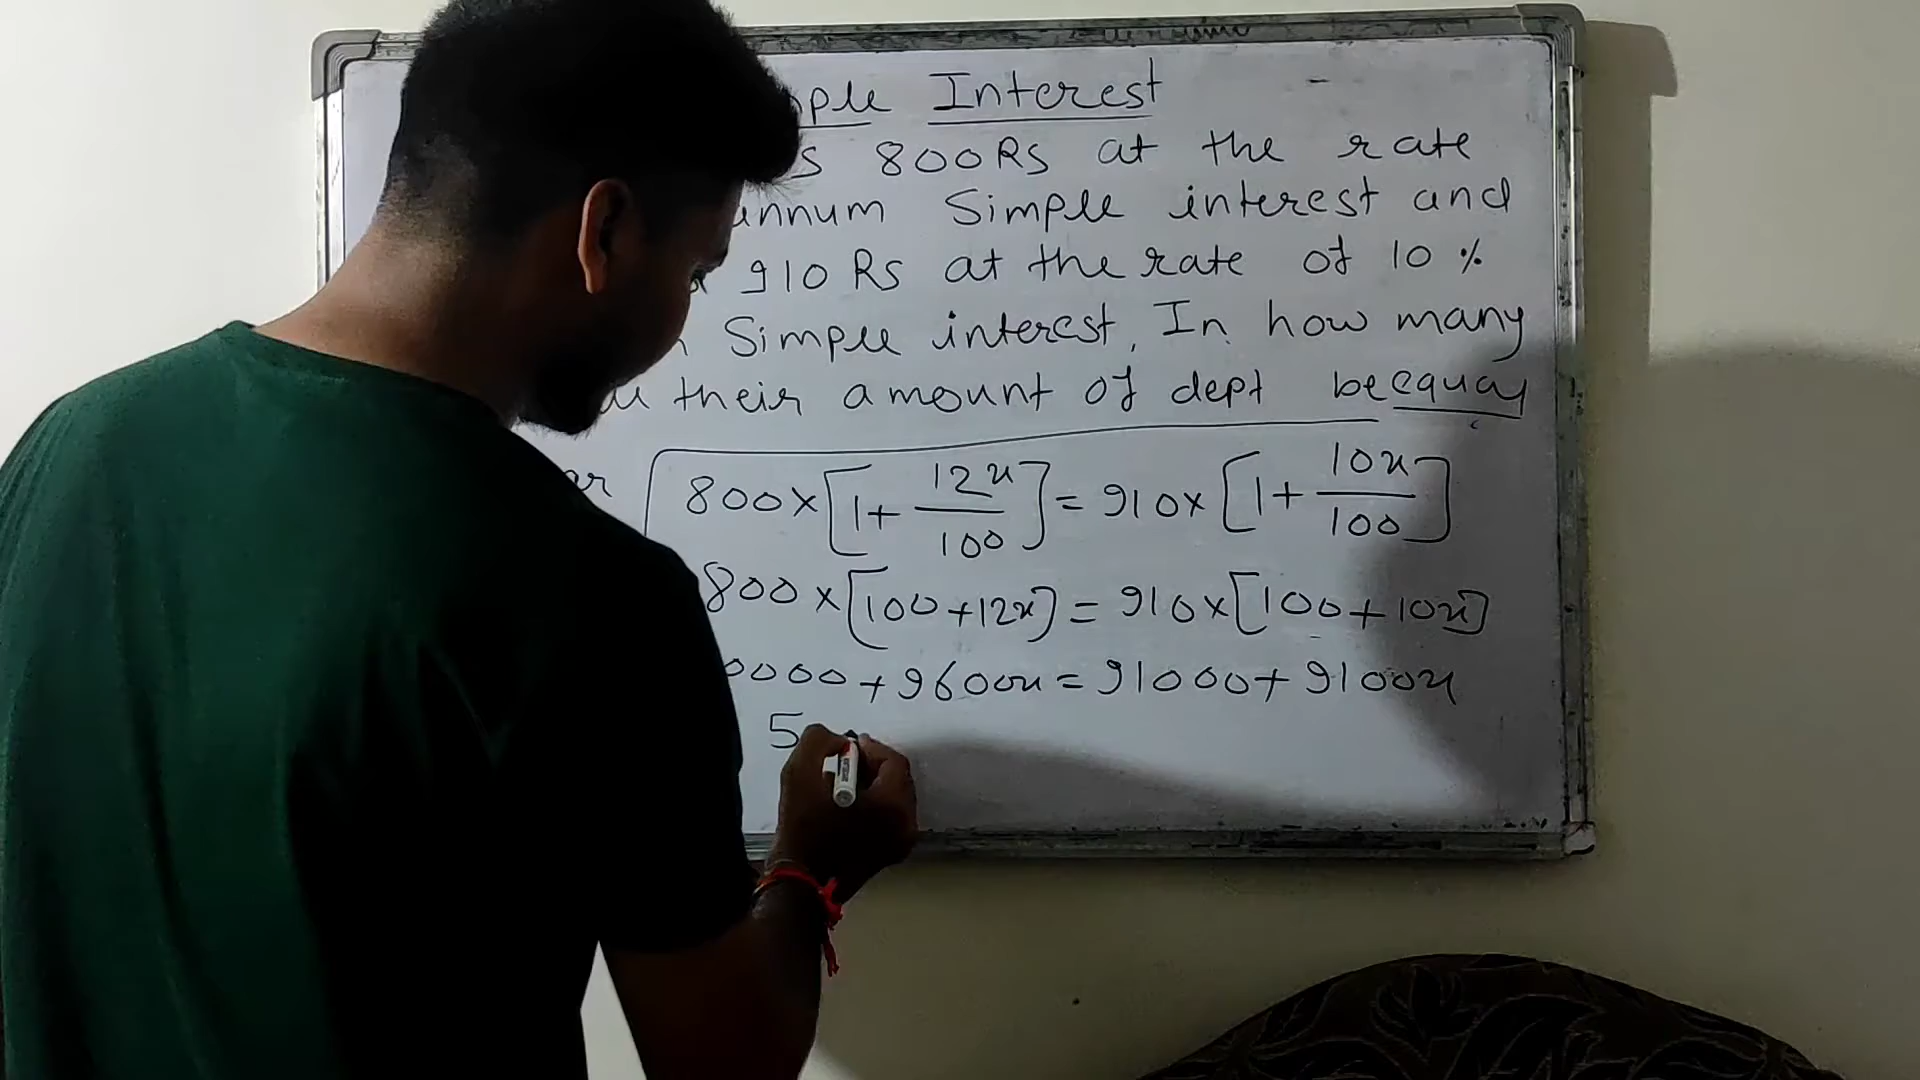 Interest
800 RS at the rate
annum Simple interest and
910 Rs at the rate of 10 %
Simple interest, In how many
their amount of dept be equal
800 × [1 + 12x/100] = 910 × [1 + 10x/100]
800 × [100 + 12x] = 910 × [100 + 10x]
0000 + 9600x = 91000 + 9100x
5